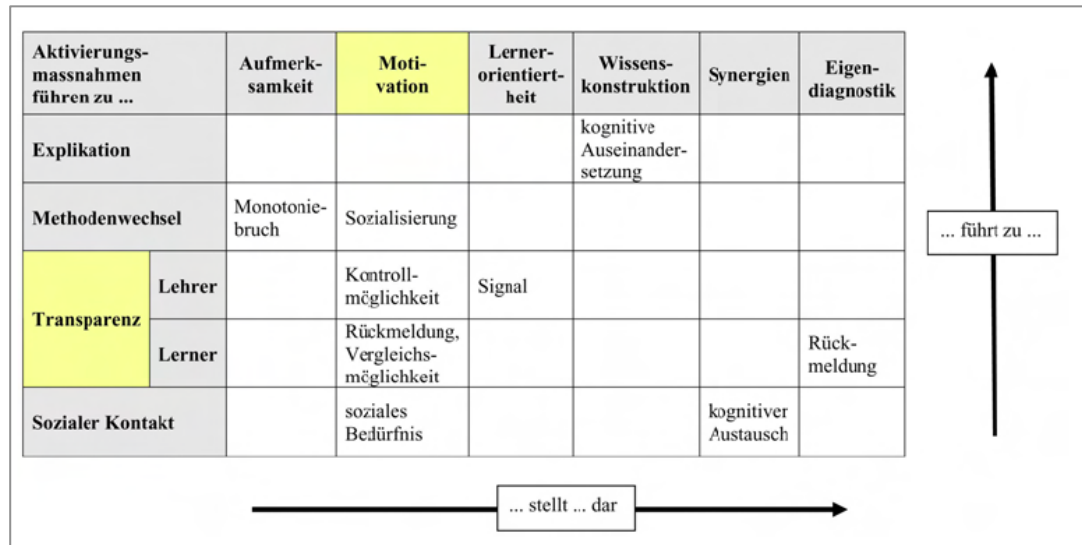 Aktivierungs-
massnahmen
führen zu ...
Aufmerk-
samkeit
Moti-
vation
Lerner-
orientiert-
heit
Wissens-
konstruktion
Synergien
Eigen-
diagnostik
Explikation
kognitive
Auseinander-
setzung
Methodenwechsel
Monotonie-
bruch
Sozialisierung
Transparenz
Lehrer
Kontroll-
möglichkeit
Signal
Lerner
Rückmeldung,
Vergleichs-
möglichkeit
Rück-
meldung
Sozialer Kontakt
soziales
Bedürfnis
kognitiver
Austausch
... führt zu ...
... stellt ... dar